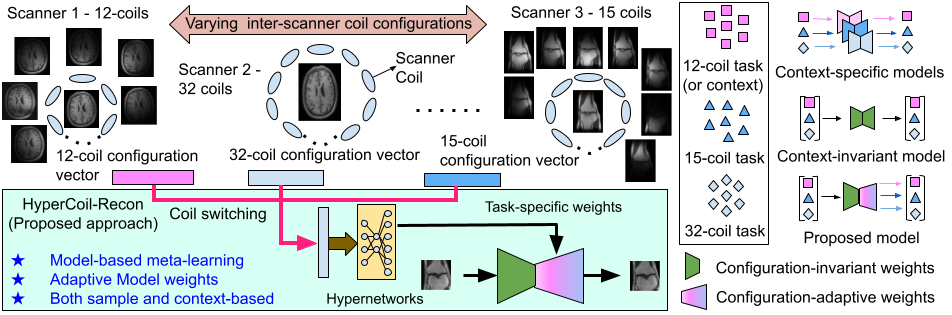 Scanner 1 - 12-coils
Varying inter-scanner coil configurations
Scanner 3 - 15 coils
Scanner 2 -
32 coils
Scanner
Coil
12-coil configuration
vector
32-coil configuration vector
15-coil
configuration vector
HyperCoil-Recon
(Proposed approach)
Coil switching
Task-specific weights
★ Model-based meta-learning
★ Adaptive Model weights
★ Both sample and context-based
Hypernetworks
12-coil task
(or context)
15-coil task
32-coil task
Context-specific models
Context-invariant model
Proposed model
Configuration-invariant weights
Configuration-adaptive weights